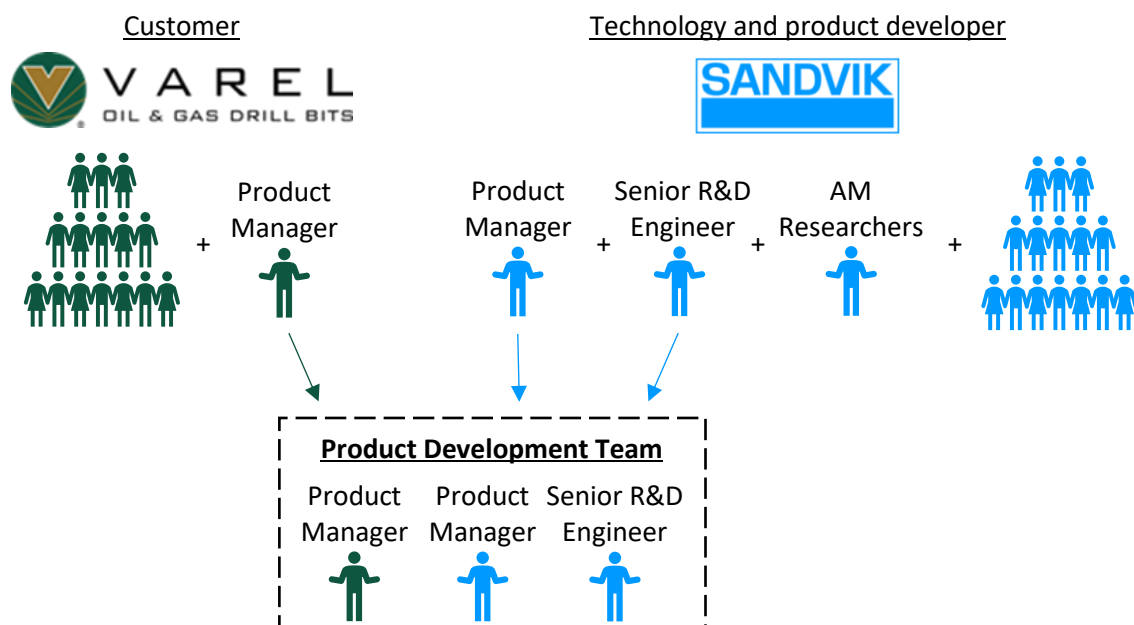 Customer
Technology and product developer
VAREL
OIL & GAS DRILL BITS
SANDVIK
Product
Manager
Product
Manager
Senior R&D
Engineer
AM
Researchers
+
+
+
+
Product Development Team
Product
Manager
Product
Manager
Senior R&D
Engineer